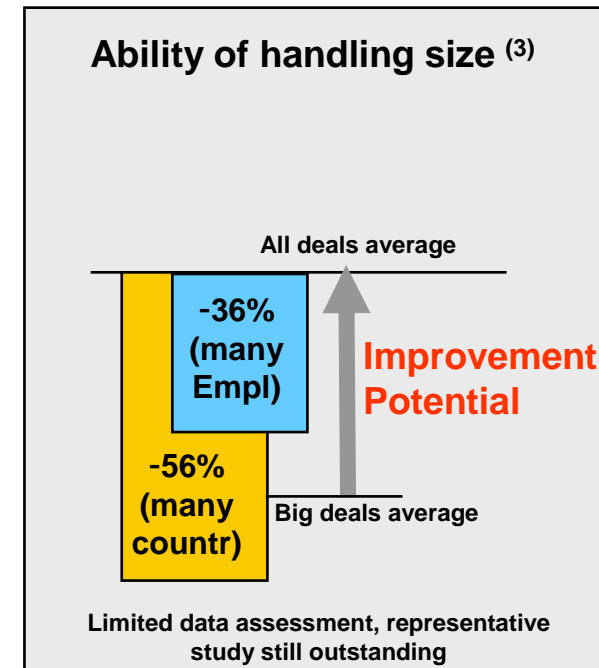 Ability of handling size (3)
All deals average
-36%
(many
Empl)
Improvement
Potential
-56%
(many
countr)
Big deals average
Limited data assessment, representative
study still outstanding